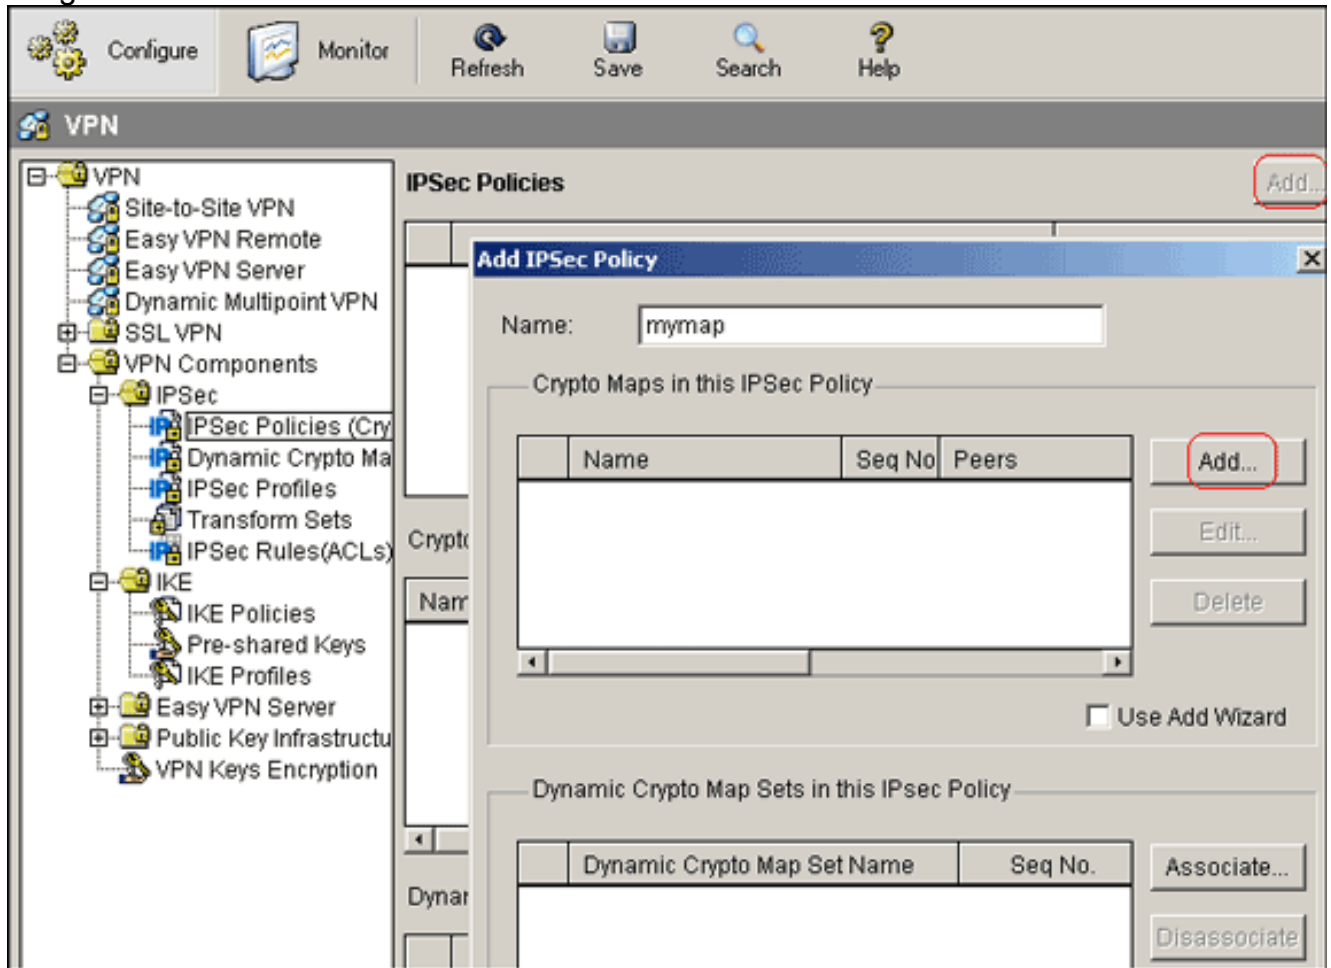 Configure
Monitor
Refresh
Save
Search
Help
VPN
VPN
Site-to-Site VPN
Easy VPN Remote
Easy VPN Server
Dynamic Multipoint VPN
SSL VPN
VPN Components
IPSec
IPSec Policies (Cry
Dynamic Crypto Ma
IPSec Profiles
Transform Sets
IPSec Rules(ACLs)
IKE
IKE Policies
Pre-shared Keys
IKE Profiles
Easy VPN Server
Public Key Infrastructu
VPN Keys Encryption
IPSec Policies
Add...
Crypto
Nam
Dynam
Add IPSec Policy
Name: mymap
Crypto Maps in this IPSec Policy
Name Seq No Peers
Add...
Edit...
Delete
Use Add Wizard
Dynamic Crypto Map Sets in this IPsec Policy
Dynamic Crypto Map Set Name Seq No.
Associate...
Disassociate